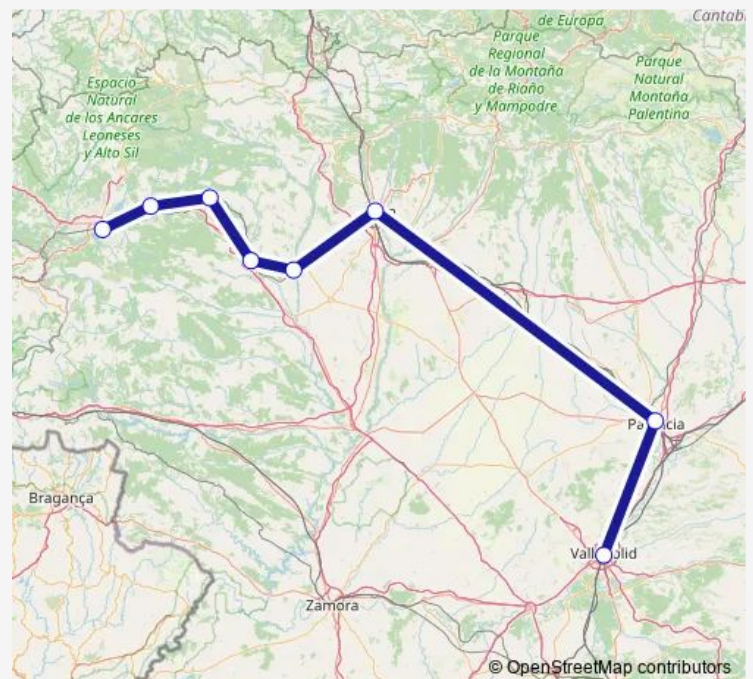 Cantab
de Europa
Parque
Regional
de la Montaña
de Riaño
y Mampodre
Parque
Natural
Montaña
Palentina
Espacio
Natural
de los Ancares
Leoneses
y Alto Sil
Bragança
Zamora
© OpenStreetMap contributors